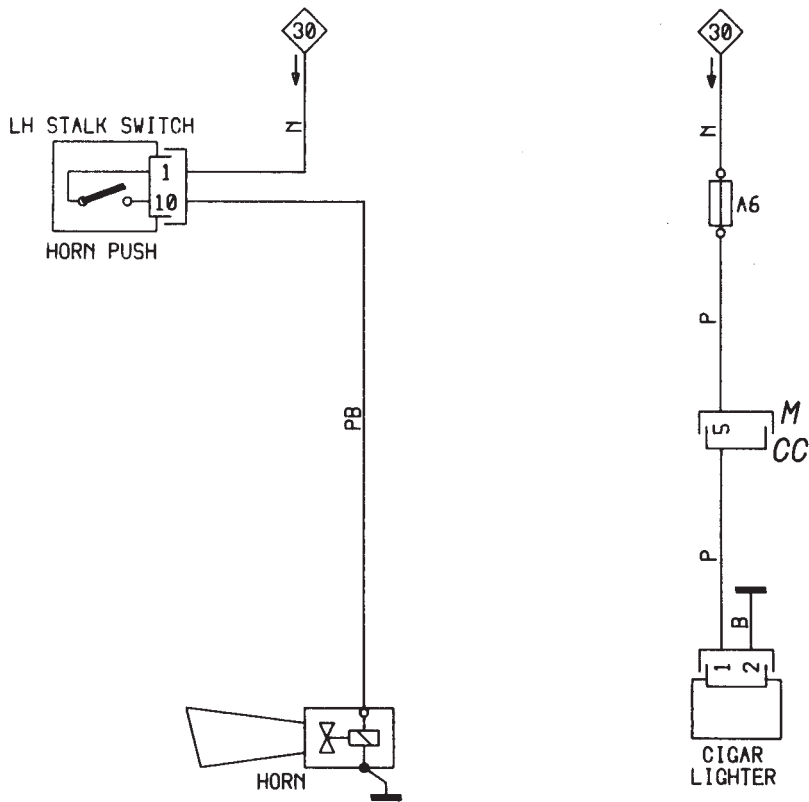 30
N
LH STALK SWITCH
1
10
HORN PUSH
PB
HORN
30
N
A6
P
5
M
CC
P
B
1
2
CIGAR
LIGHTER